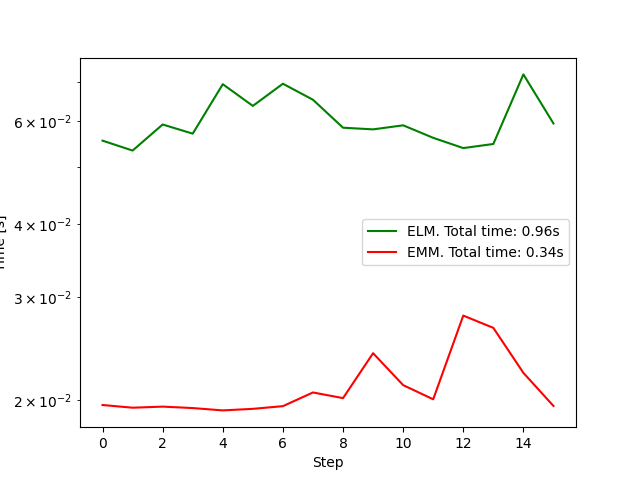 6 × 10⁻²
4 × 10⁻²
3 × 10⁻²
2 × 10⁻²
Time [s]
ELM. Total time: 0.96s
EMM. Total time: 0.34s
0 2 4 6 8 10 12 14
Step